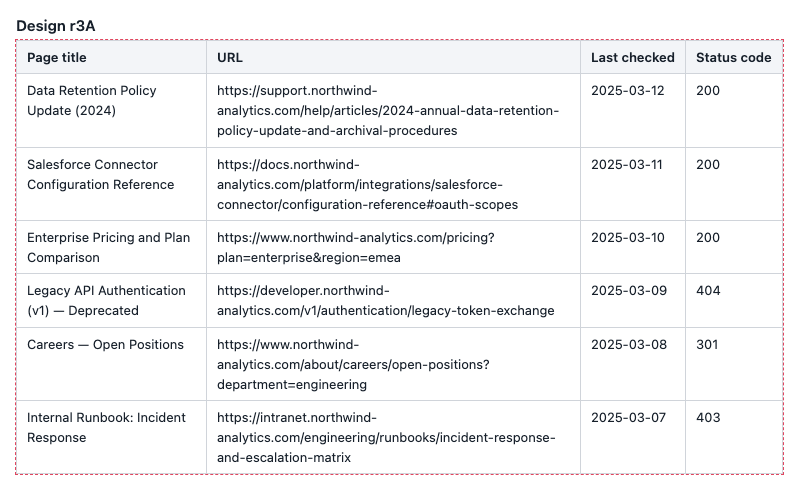 Design r3A
Page title URL Last checked Status code
Data Retention Policy
Update (2024)
https://support.northwind-
analytics.com/help/articles/2024-annual-data-retention-
policy-update-and-archival-procedures
2025-03-12
200
Salesforce Connector
Configuration Reference
https://docs.northwind-
analytics.com/platform/integrations/salesforce-
connector/configuration-reference#oauth-scopes
2025-03-11
200
Enterprise Pricing and Plan
Comparison
https://www.northwind-analytics.com/pricing?
plan=enterprise&region=emea
2025-03-10
200
Legacy API Authentication
(v1) — Deprecated
https://developer.northwind-
analytics.com/v1/authentication/legacy-token-exchange
2025-03-09
404
Careers — Open Positions
https://www.northwind-
analytics.com/about/careers/open-positions?
department=engineering
2025-03-08
301
Internal Runbook: Incident
Response
https://intranet.northwind-
analytics.com/engineering/runbooks/incident-response-
and-escalation-matrix
2025-03-07
403